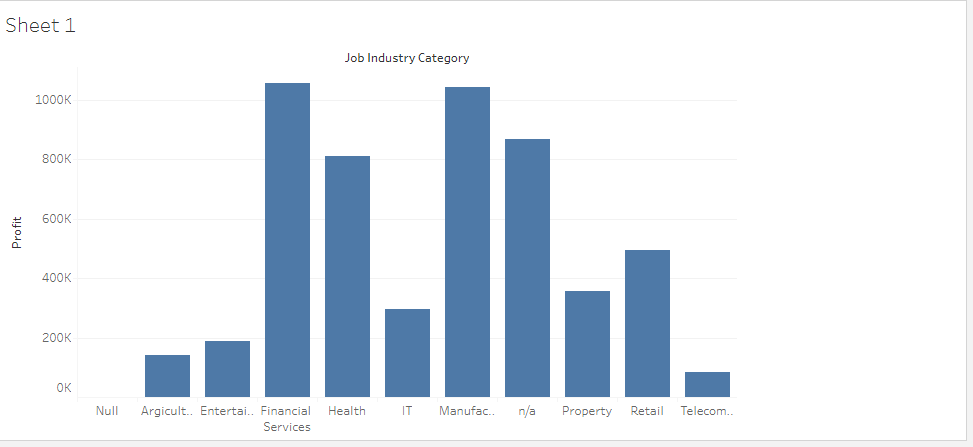 Sheet 1
Job Industry Category
1000K
800K
600K
400K
200K
0K
Profit
Null Argicult.. Entertai.. Financial Services Health IT Manufac.. n/a Property Retail Telecom..